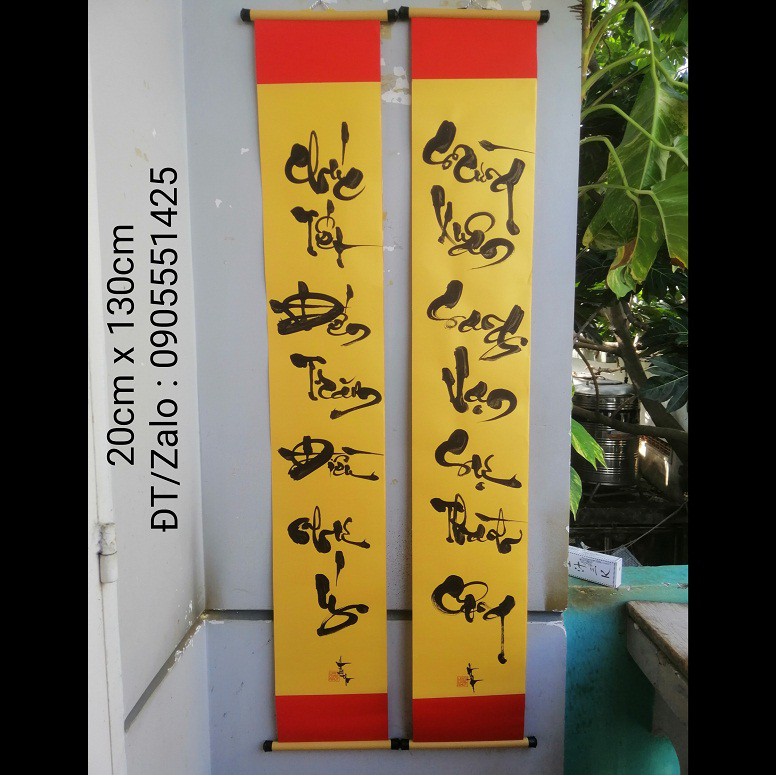 20cm x 130cm
ĐT/Zalo : 0905551425
Chúc
Tết
Đến
Trăm
Điều
Như
Ý
Mừng
Xuân
Sang
Vạn
Sự
Thành
Công